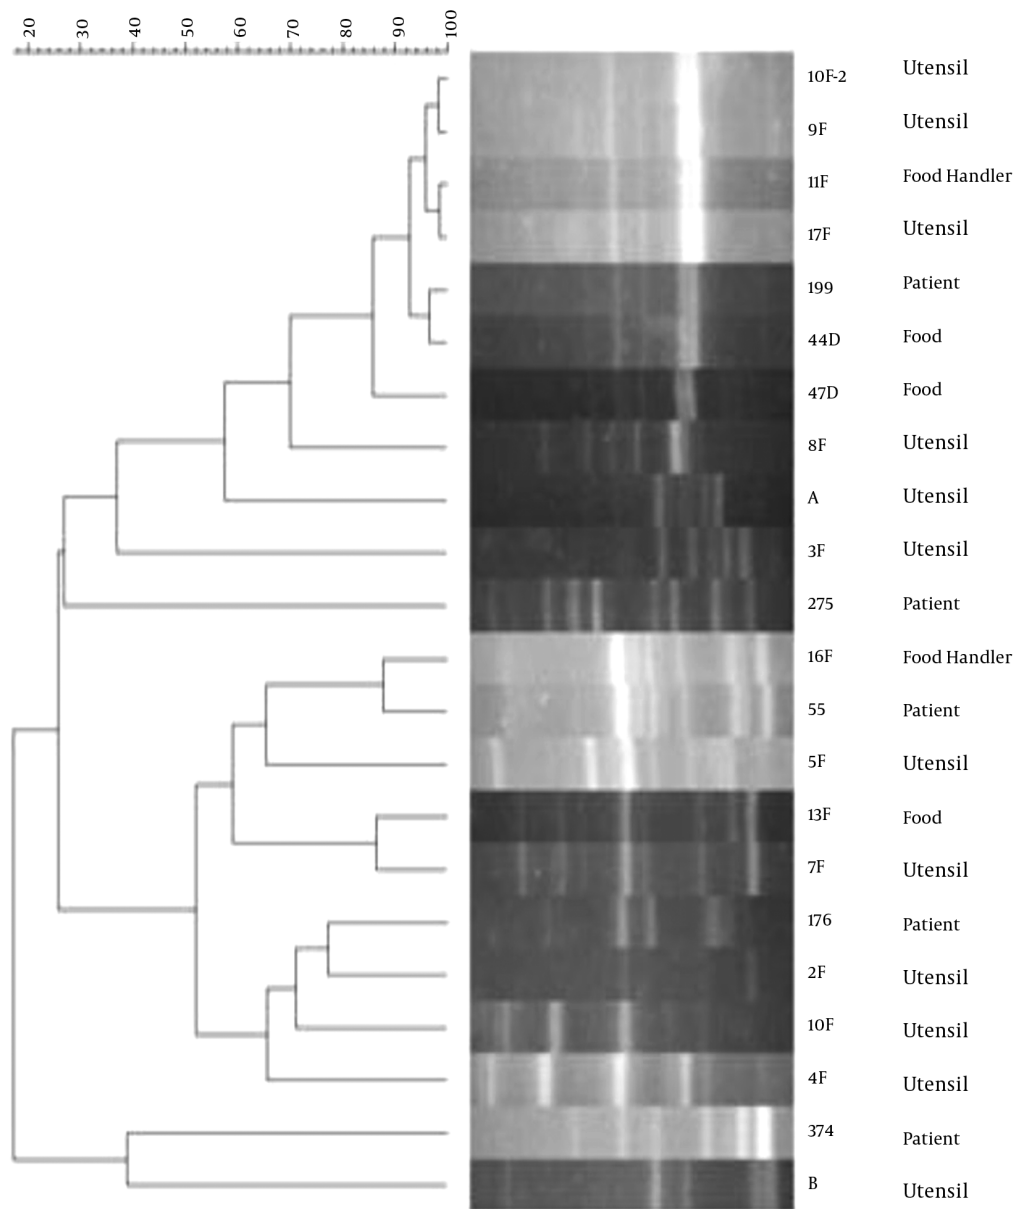 20 30 40 50 60 70 80 90 100
10F-2 Utensil
9F Utensil
11F Food Handler
17F Utensil
199 Patient
44D Food
47D Food
8F Utensil
A Utensil
3F Utensil
275 Patient
16F Food Handler
55 Patient
5F Utensil
13F Food
7F Utensil
176 Patient
2F Utensil
10F Utensil
4F Utensil
374 Patient
B Utensil